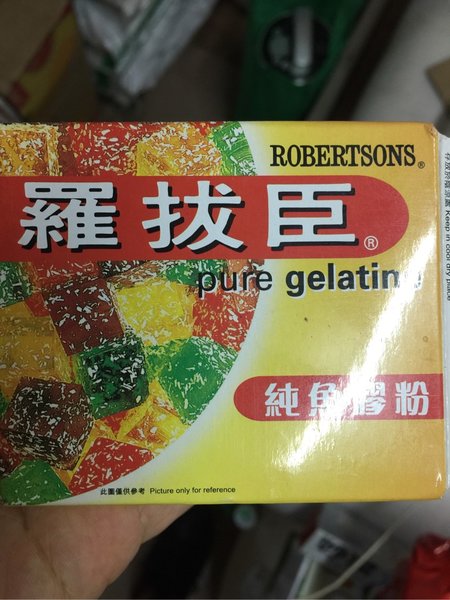 ROBERTSONS®
羅拔臣®
pure gelatine
純魚膠粉
此圖僅供參考 Picture only for reference
Keep in cool dry place